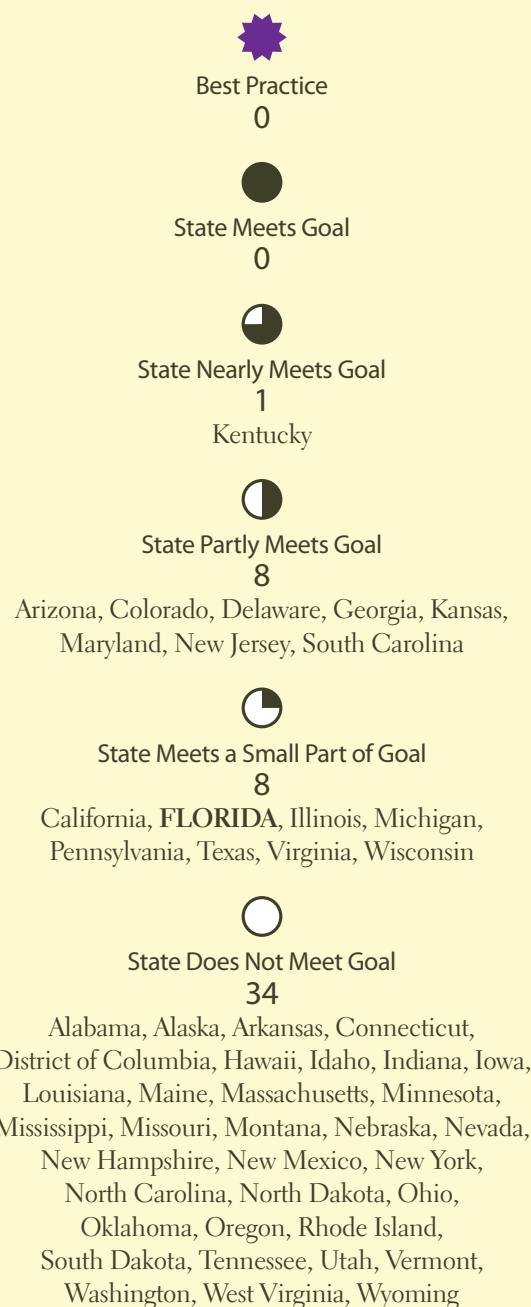 Best Practice
0
State Meets Goal
0
State Nearly Meets Goal
1
Kentucky
State Partly Meets Goal
8
Arizona, Colorado, Delaware, Georgia, Kansas,
Maryland, New Jersey, South Carolina
State Meets a Small Part of Goal
8
California, FLORIDA, Illinois, Michigan,
Pennsylvania, Texas, Virginia, Wisconsin
State Does Not Meet Goal
34
Alabama, Alaska, Arkansas, Connecticut,
District of Columbia, Hawaii, Idaho, Indiana, Iowa,
Louisiana, Maine, Massachusetts, Minnesota,
Mississippi, Missouri, Montana, Nebraska, Nevada,
New Hampshire, New Mexico, New York,
North Carolina, North Dakota, Ohio,
Oklahoma, Oregon, Rhode Island,
South Dakota, Tennessee, Utah, Vermont,
Washington, West Virginia, Wyoming